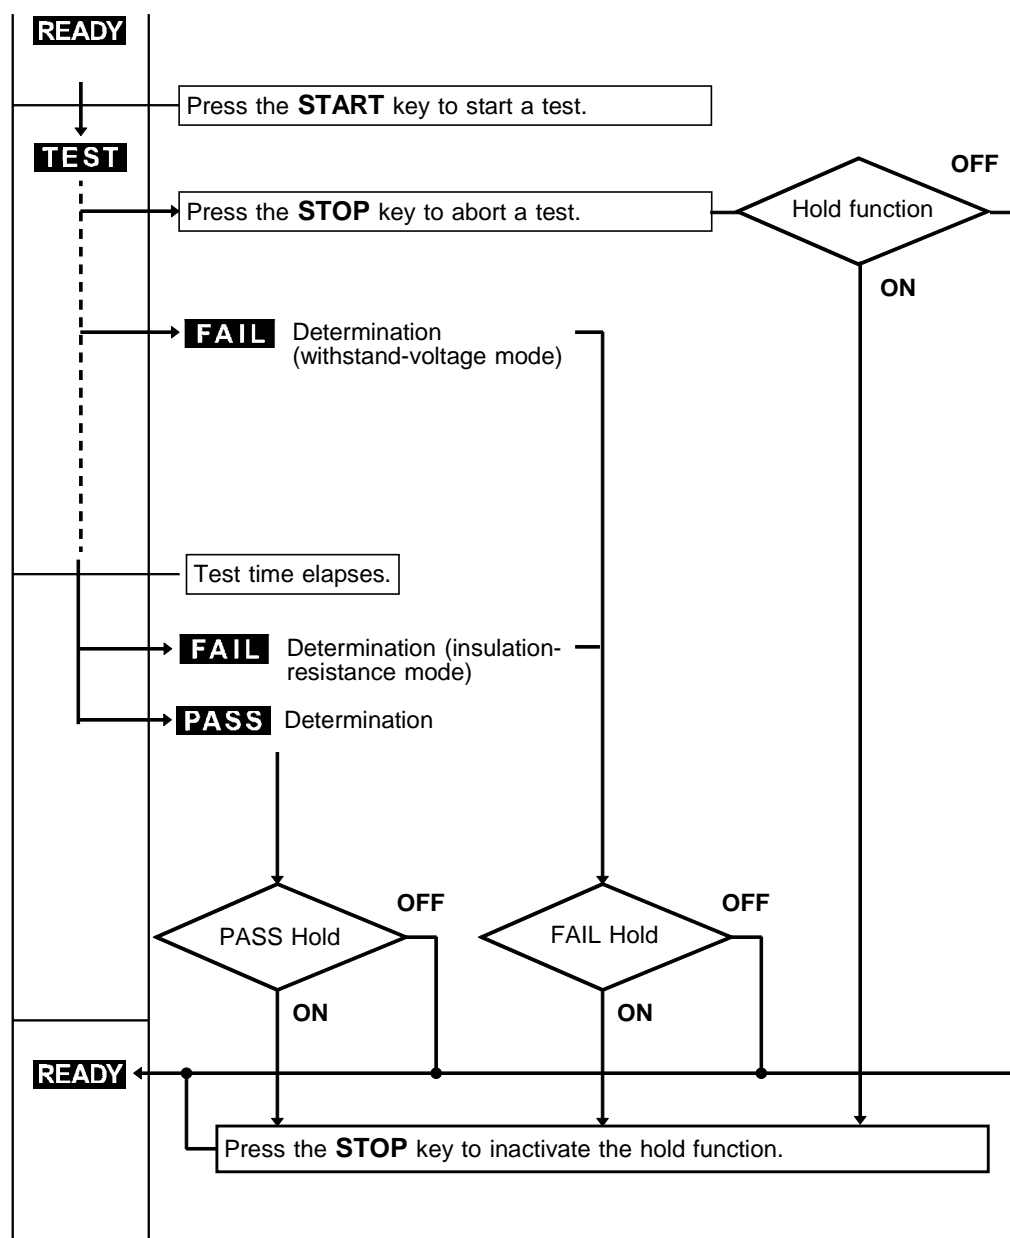 READY
Press the START key to start a test.
TEST
OFF
Press the STOP key to abort a test.
Hold function
ON
FAIL Determination
(withstand-voltage mode)
Test time elapses.
FAIL Determination (insulation-
resistance mode)
PASS Determination
OFF
OFF
PASS Hold
FAIL Hold
ON
ON
READY
Press the STOP key to inactivate the hold function.